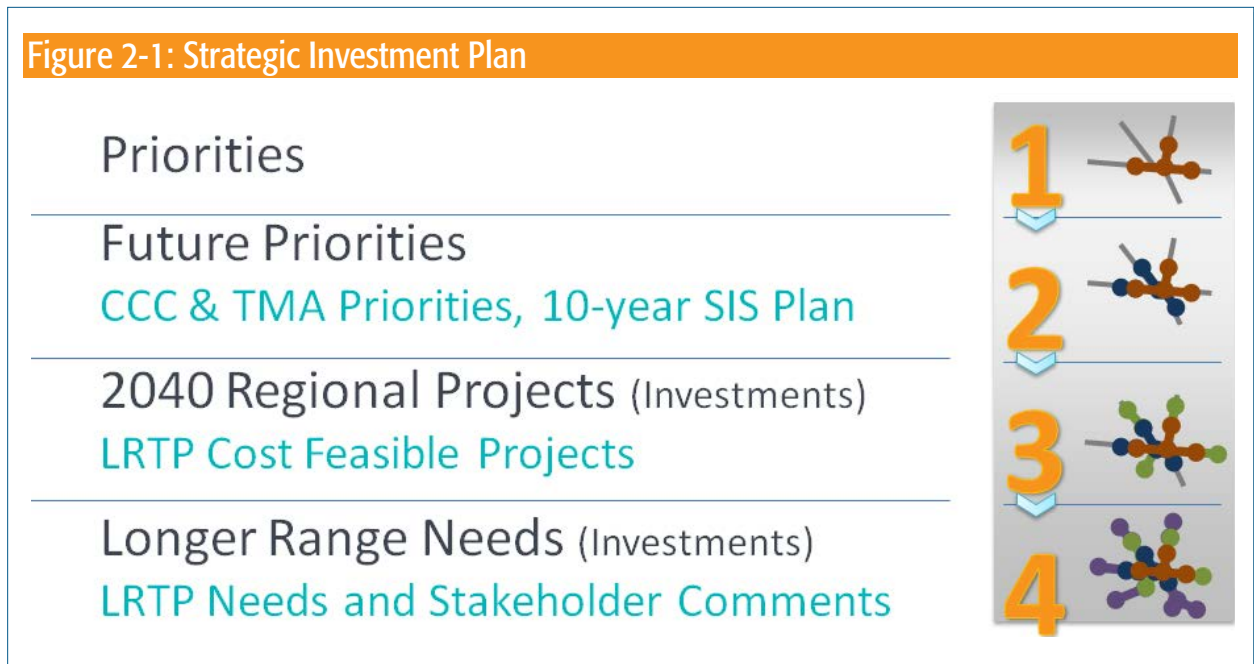 Figure 2-1: Strategic Investment Plan
Priorities
1
Future Priorities
CCC & TMA Priorities, 10-year SIS Plan
2
2040 Regional Projects (Investments)
LRTP Cost Feasible Projects
3
Longer Range Needs (Investments)
LRTP Needs and Stakeholder Comments
4